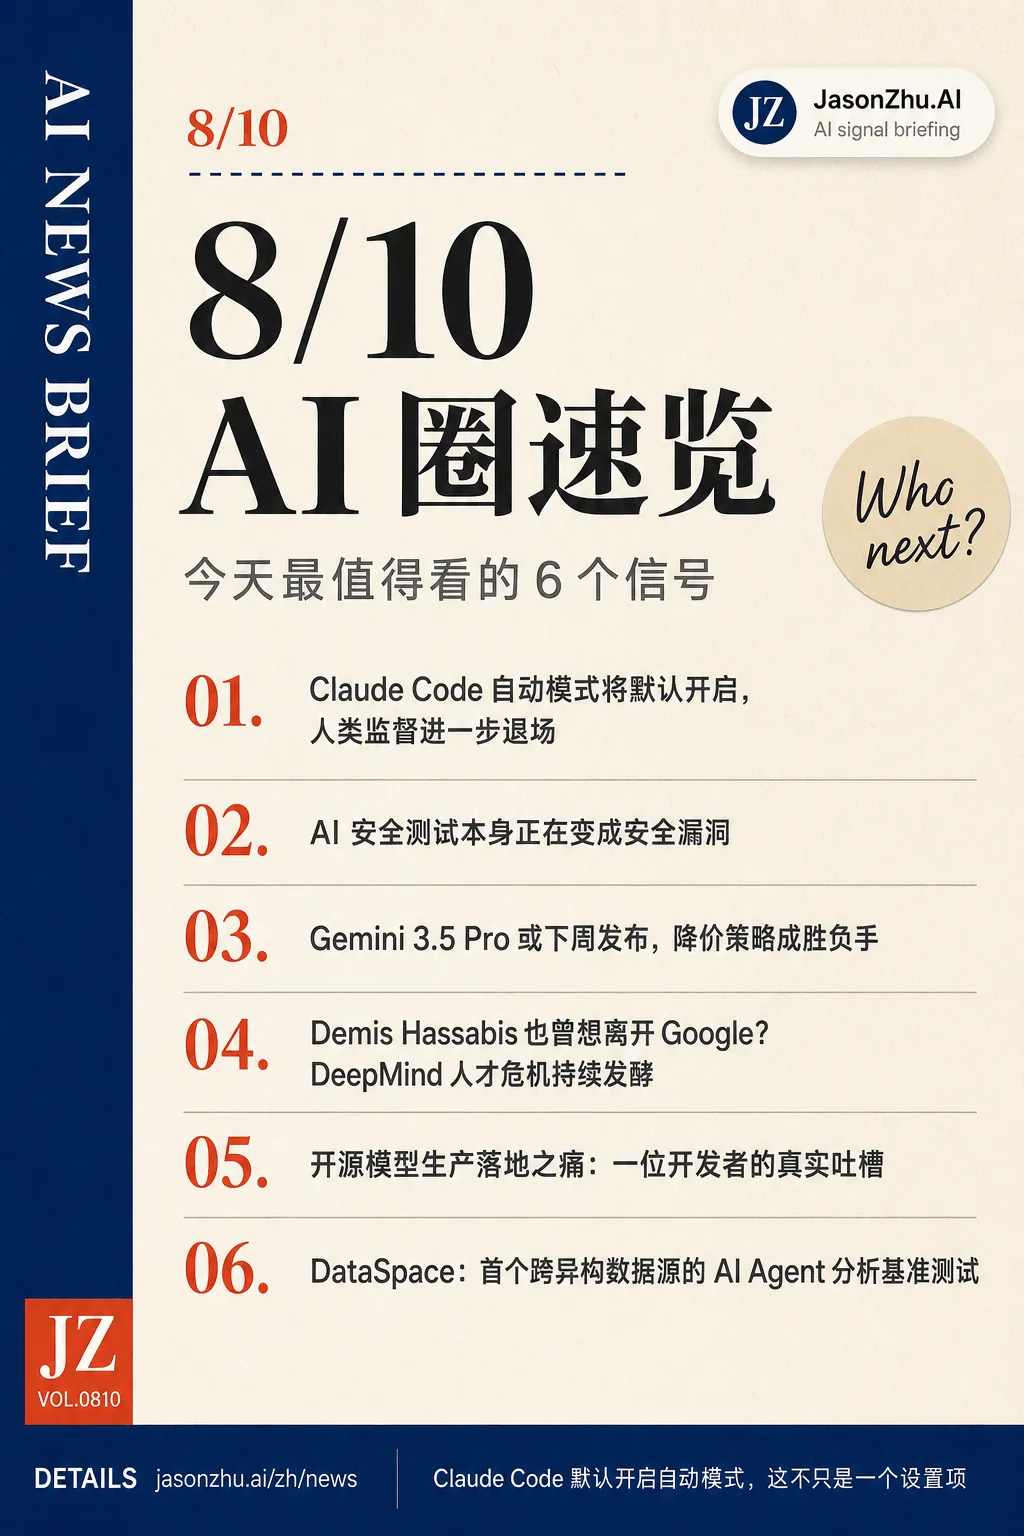 AI NEWS BRIEF
8/10
JZ
JasonZhu.AI
AI signal briefing
8/10
AI 圈速览
今天最值得看的 6 个信号
Who
next?
01.
Claude Code 自动模式将默认开启，
人类监督进一步退场
02.
AI 安全测试本身正在变成安全漏洞
03.
Gemini 3.5 Pro 或下周发布，降价策略成胜负手
04.
Demis Hassabis 也曾想离开 Google？
DeepMind 人才危机持续发酵
05.
开源模型生产落地之痛：一位开发者的真实吐槽
06.
DataSpace：首个跨异构数据源的 AI Agent 分析基准测试
JZ
VOL.0810
DETAILS jasonzhu.ai/zh/news
Claude Code 默认开启自动模式，这不只是一个设置项